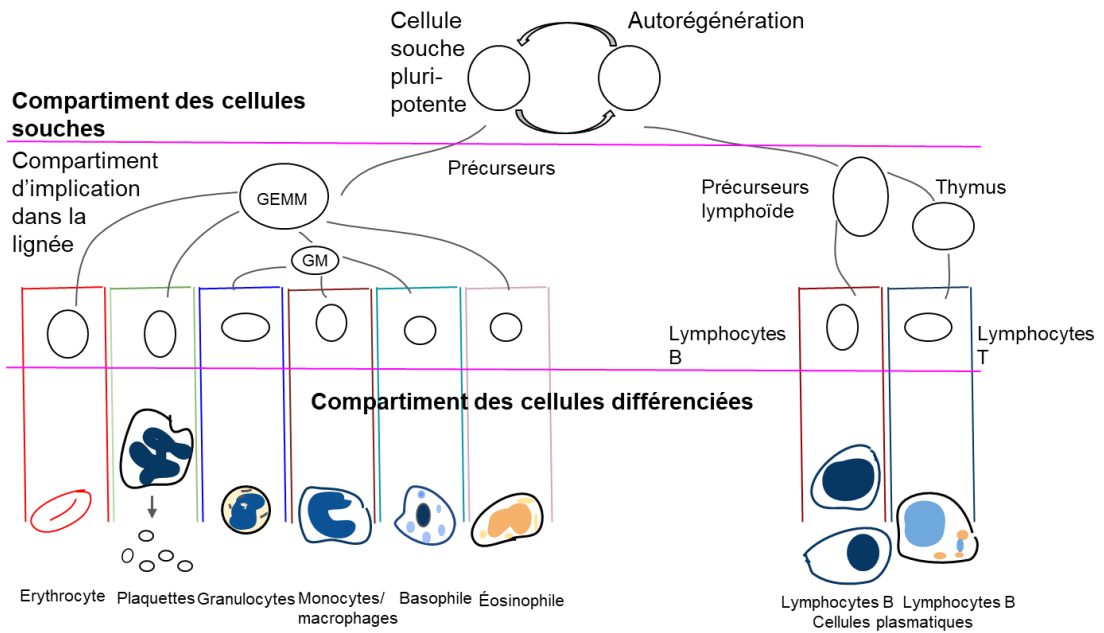 Cellule
souche
pluri-
potente
Autorégénération
Compartiment des cellules
souches
Compartiment
d'implication
dans la
lignée
Précurseurs
GEMM
GM
Précurseurs
lymphoïde
Thymus
Lymphocytes
B
Lymphocytes
T
Compartiment des cellules différenciées
Erythrocyte
Plaquettes
Granulocytes
Monocytes/
macrophages
Basophile
Éosinophile
Lymphocytes B
Cellules plasmatiques
Lymphocytes B